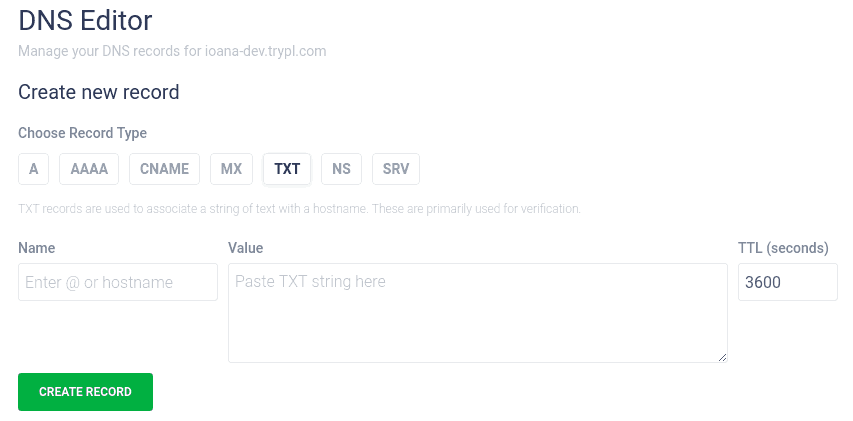 DNS Editor
Manage your DNS records for ioana-dev.trypl.com
Create new record
Choose Record Type
A AAAA CNAME MX TXT NS SRV
TXT records are used to associate a string of text with a hostname. These are primarily used for verification.
Name Value TTL (seconds)
Enter @ or hostname Paste TXT string here 3600
CREATE RECORD